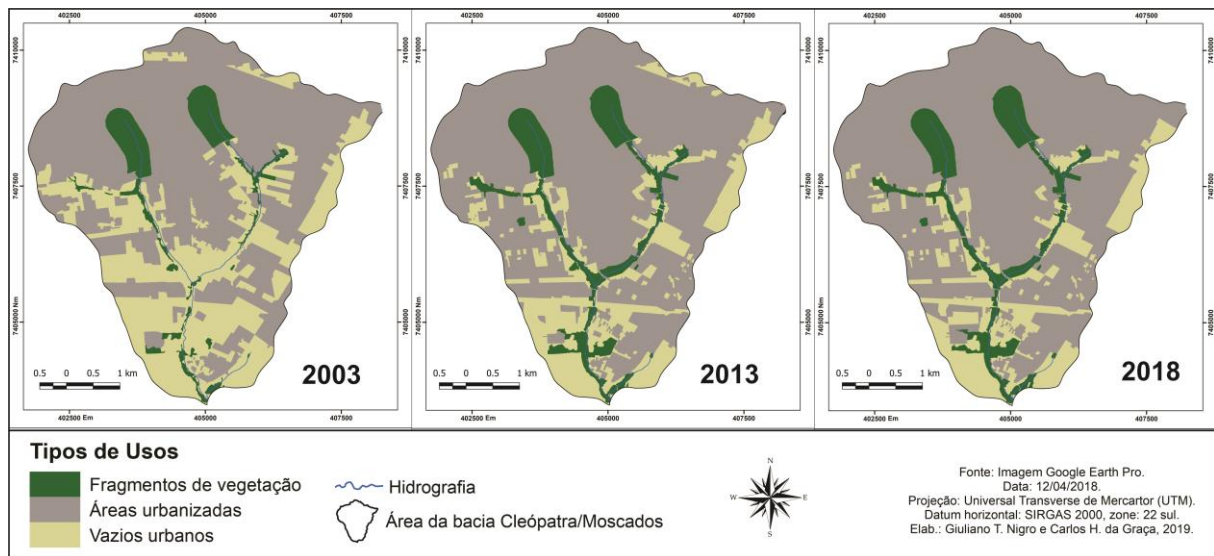 402500 405000 407500 402500 405000 407500 402500 405000 407500
7410000 7410000 7410000
7407500 7407500 7407500
7405000 Nm 7405000 Nm 7405000 Nm
2003 2013 2018
0.5 0 0.5 1 km 0.5 0 0.5 1 km 0.5 0 0.5 1 km
402500 Em 405000 407500 402500 Em 405000 407500 402500 Em 405000 407500
Tipos de Usos
Fragmentos de vegetação
Áreas urbanizadas
Vazios urbanos
Hidrografia
Área da bacia Cleópatra/Moscados
N
W E
S
Fonte: Imagem Google Earth Pro.
Data: 12/04/2018.
Projeção: Universal Transverse de Mercartor (UTM).
Datum horizontal: SIRGAS 2000, zone: 22 sul.
Elab.: Giuliano T. Nigro e Carlos H. da Graça, 2019.